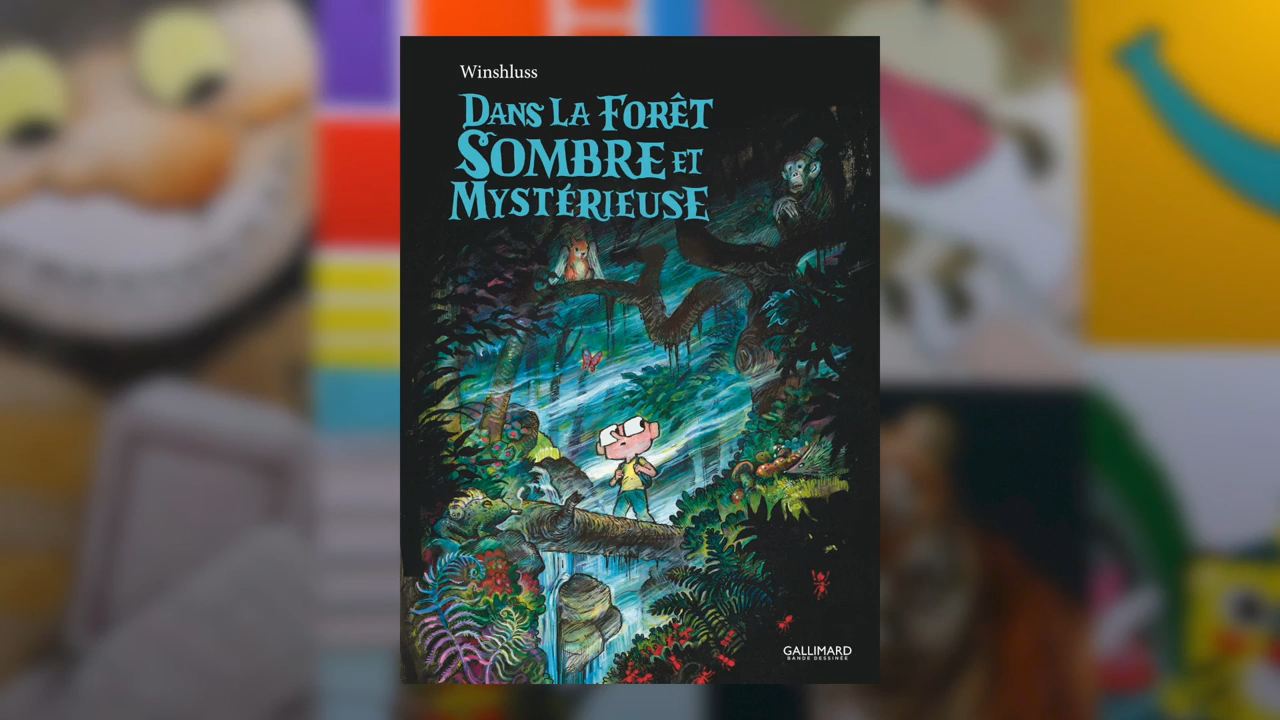 Winshluss
Dans la Forêt
Sombre et
Mystérieuse
GALLIMARD
BANDE DESSINÉE